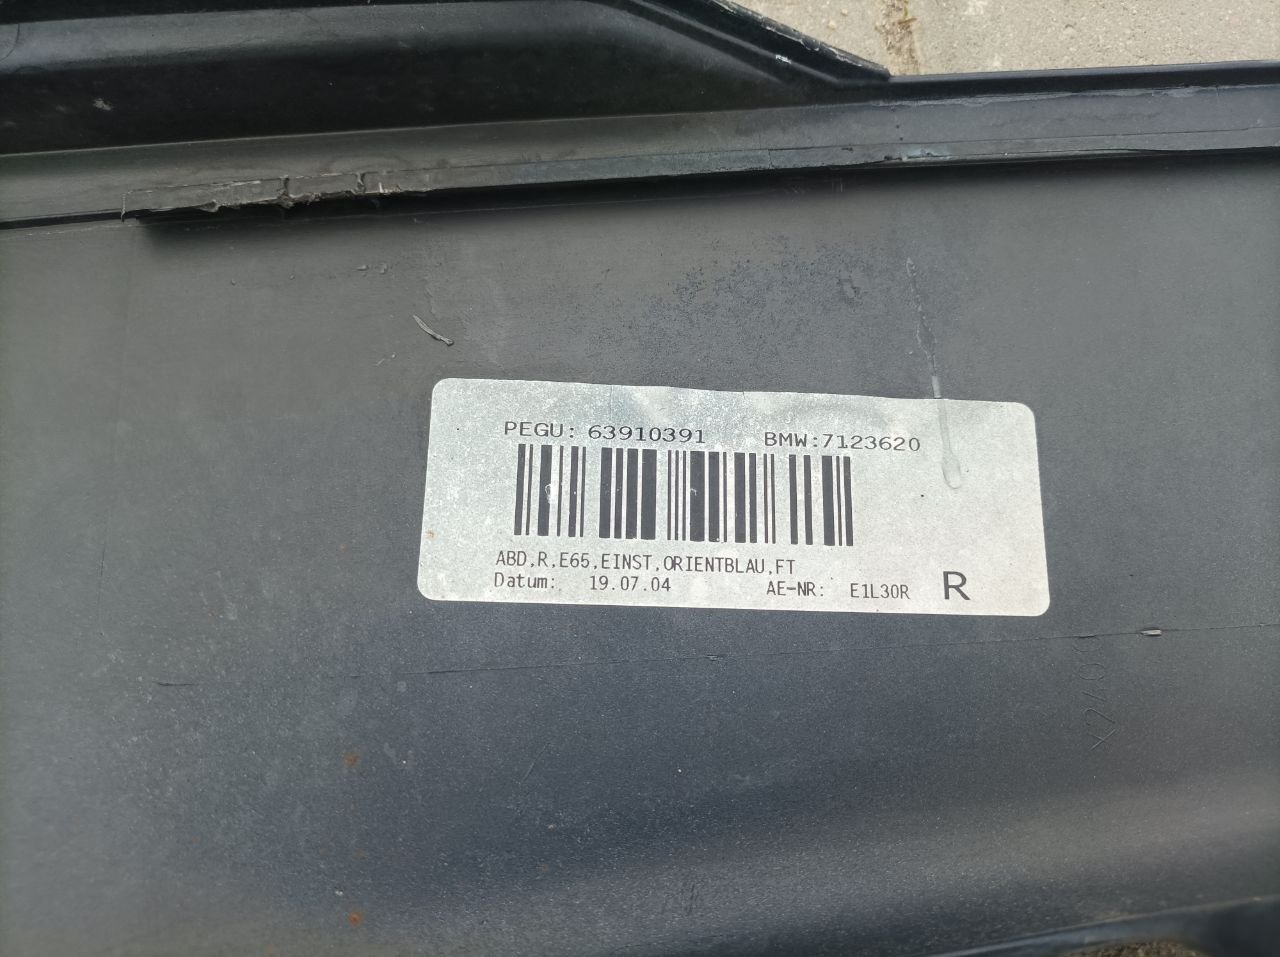 PEGU: 63910391 BMW:7123620
ABD,R,E65,EINST,ORIENTBLAU,FT
Datum: 19.07.04 AE-NR: E1L30R R